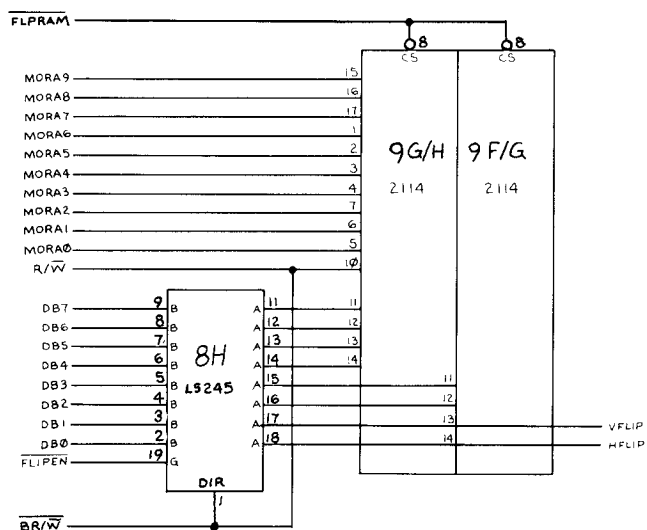 FLPRAM
8 8
CS CS
MORA9 15
MORA8 16
MORA7 17
MORA6 1
MORA5 2
9G/H 9F/G
MORA4 3
MORA3 4
2114 2114
MORA2 7
MORA1 6
MORAØ 5
R/W 1Ø
DB7 9 B A 11 11
DB6 8 B A 12 12
DB5 7 B A 13 13
DB4 6 B A 14 14
8H
LS245
DB3 5 B A 15 11
DB2 4 B A 16 12
DB1 3 B A 17 13 VFLIP
DBØ 2 B A 18 14 HFLIP
FLIPEN 19 G
DIR
1
BR/W